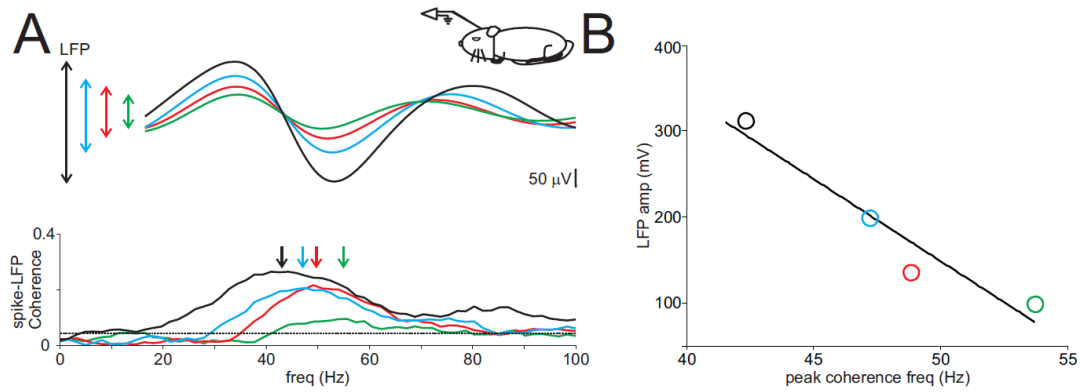 A
LFP
50 µV
0.4
spike-LFP
Coherence
0
0 20 40 60 80 100
freq (Hz)
B
400
300
200
100
LFP amp (mV)
40 45 50 55
peak coherence freq (Hz)